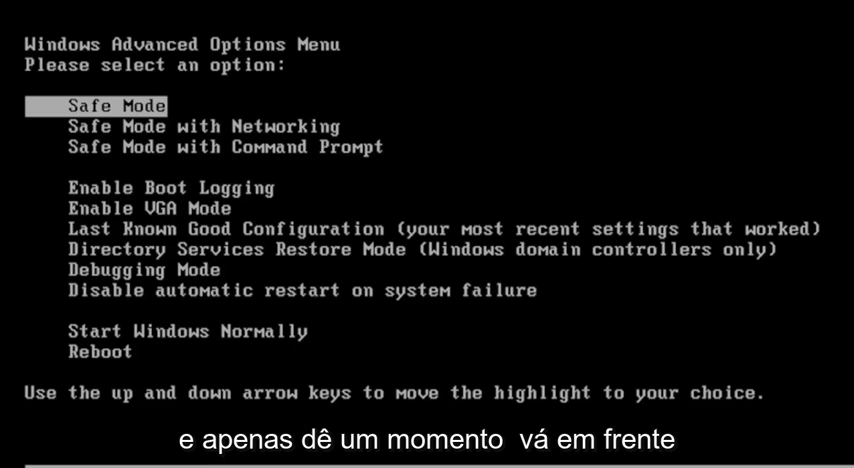 Windows Advanced Options Menu
Please select an option:
Safe Mode
Safe Mode with Networking
Safe Mode with Command Prompt
Enable Boot Logging
Enable VGA Mode
Last Known Good Configuration (your most recent settings that worked)
Directory Services Restore Mode (Windows domain controllers only)
Debugging Mode
Disable automatic restart on system failure
Start Windows Normally
Reboot
Use the up and down arrow keys to move the highlight to your choice.
e apenas dê um momento  vá em frente